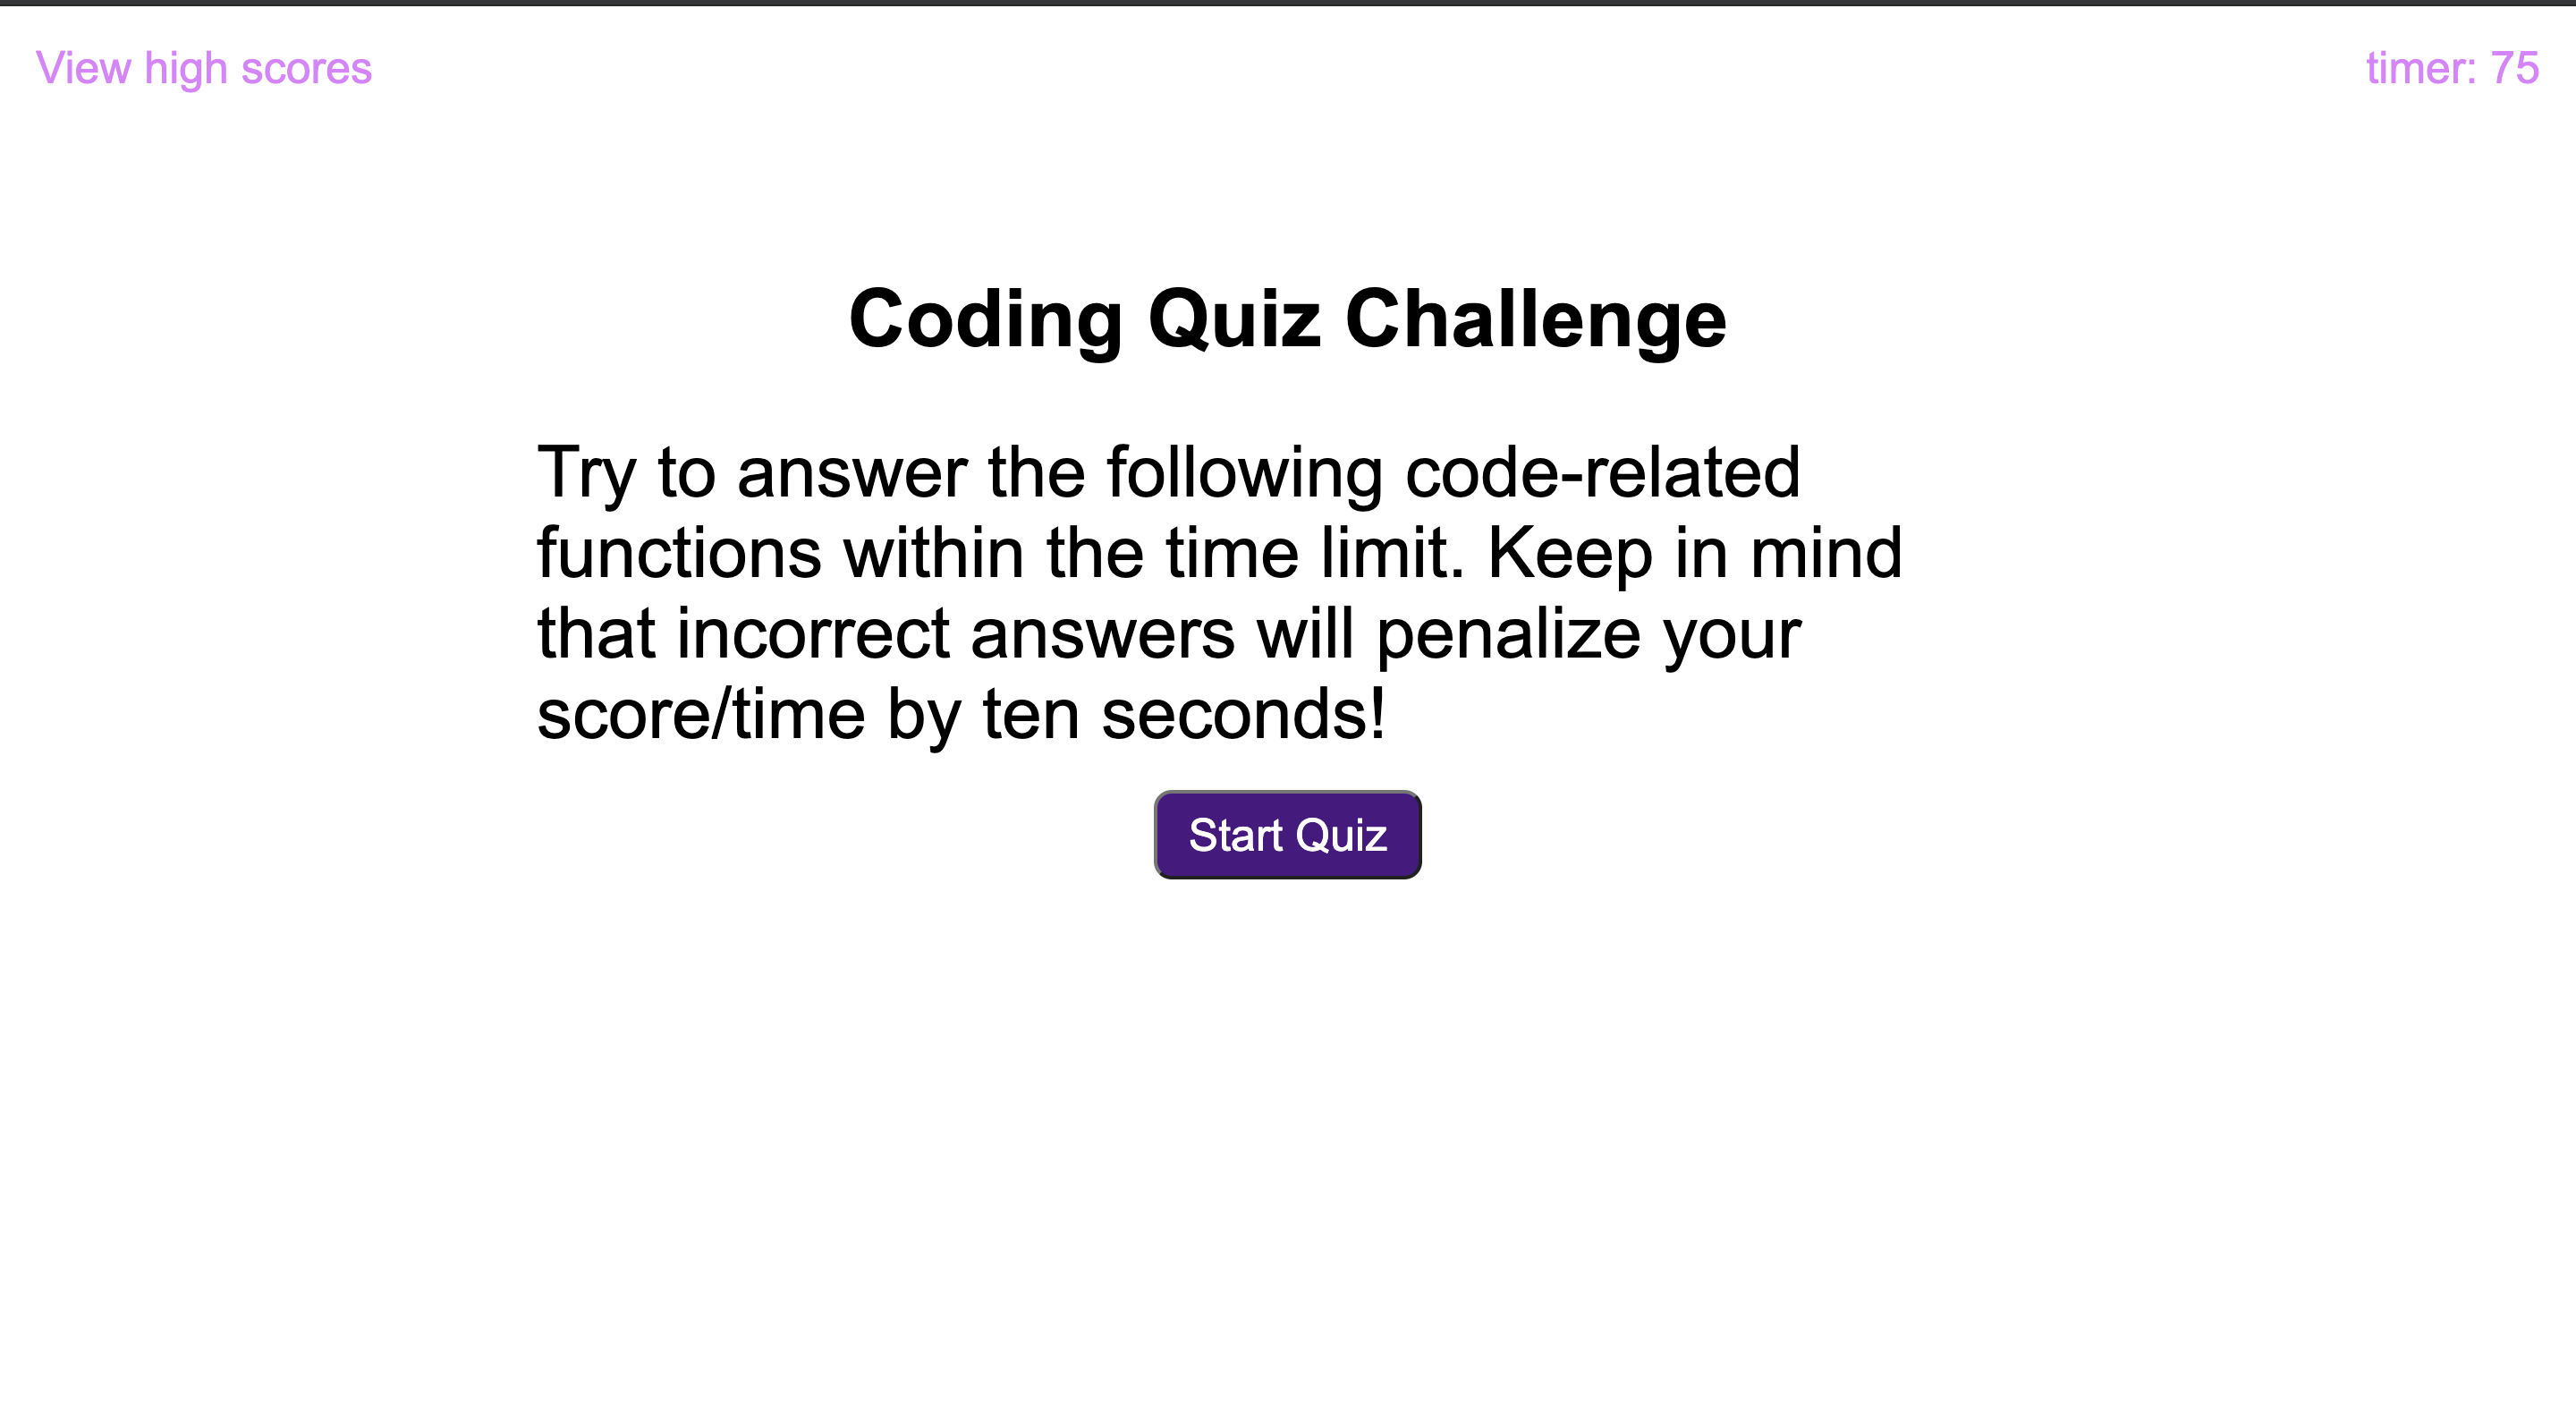 View high scores
timer: 75
Coding Quiz Challenge
Try to answer the following code-related
functions within the time limit. Keep in mind
that incorrect answers will penalize your
score/time by ten seconds!
Start Quiz